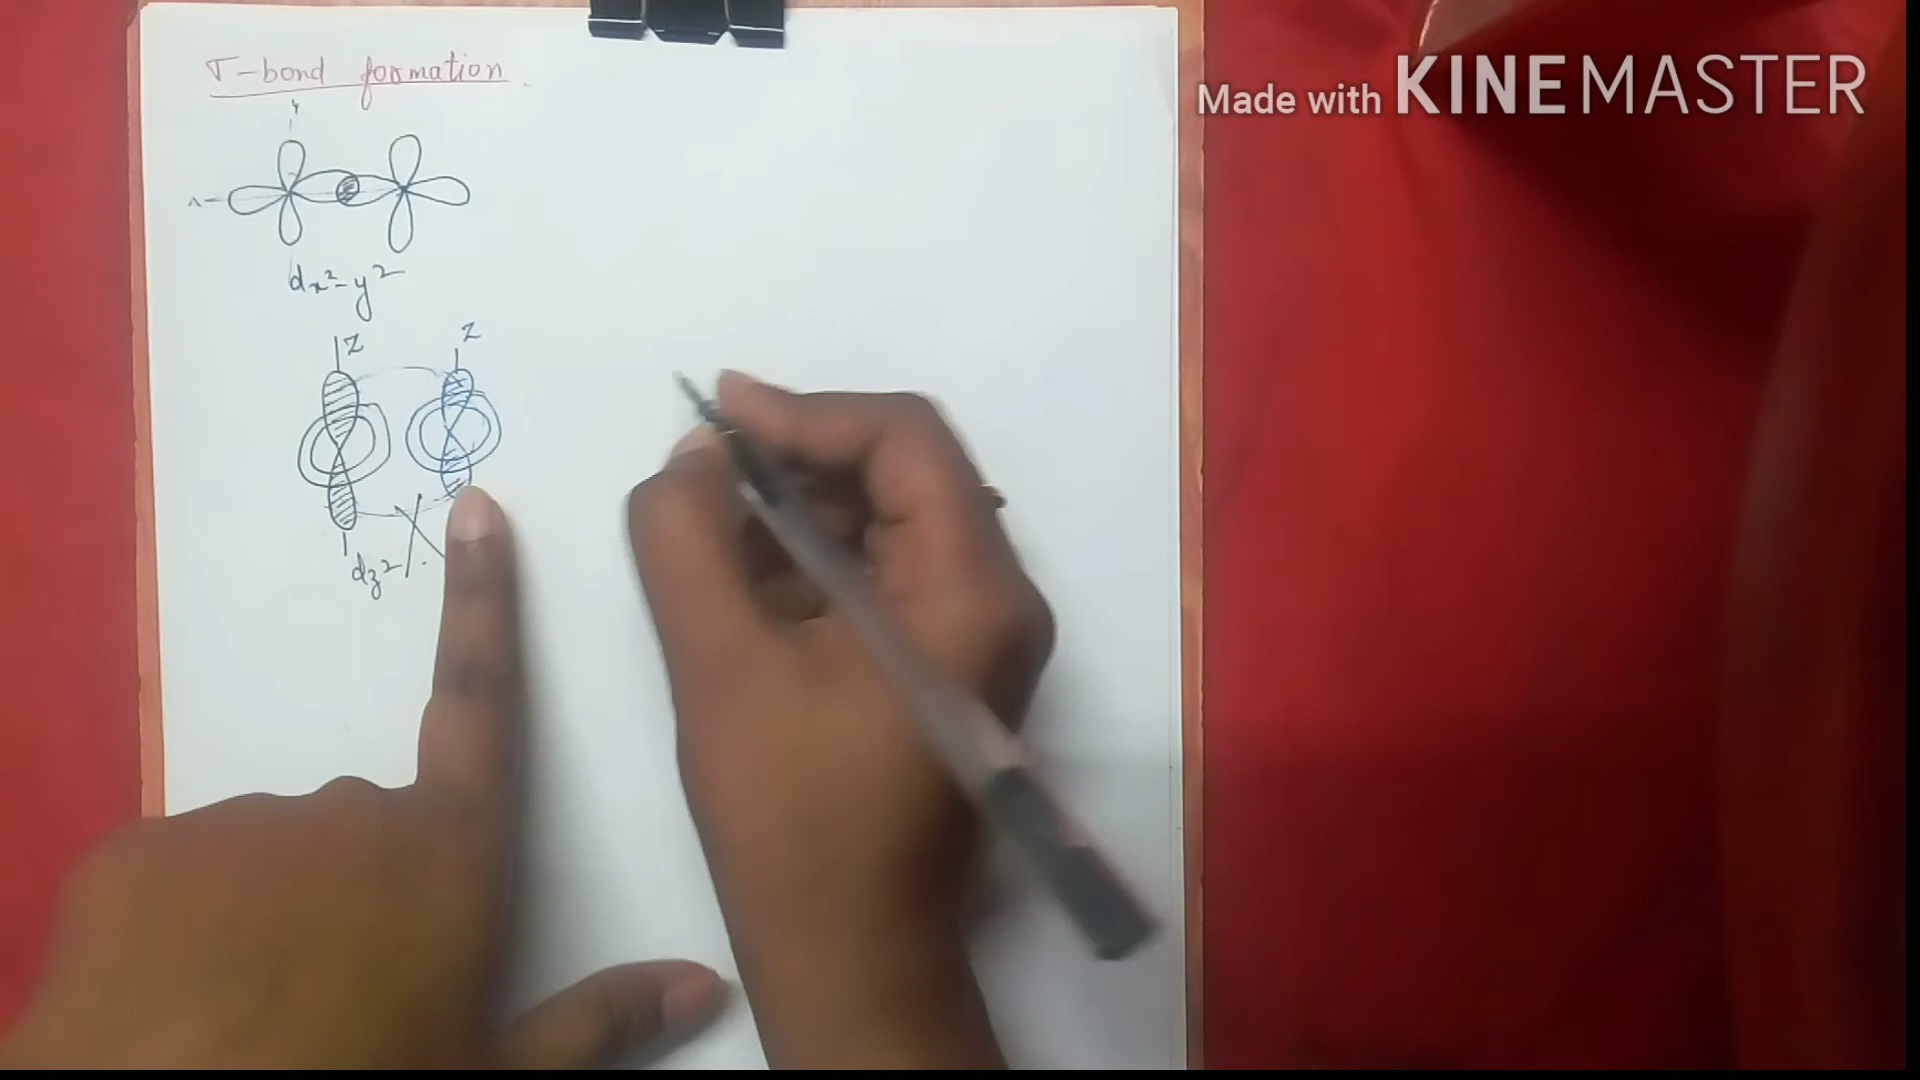 Made with KINEMASTER
σ-bond formation
y
x
dx²-y²
z z
dz²